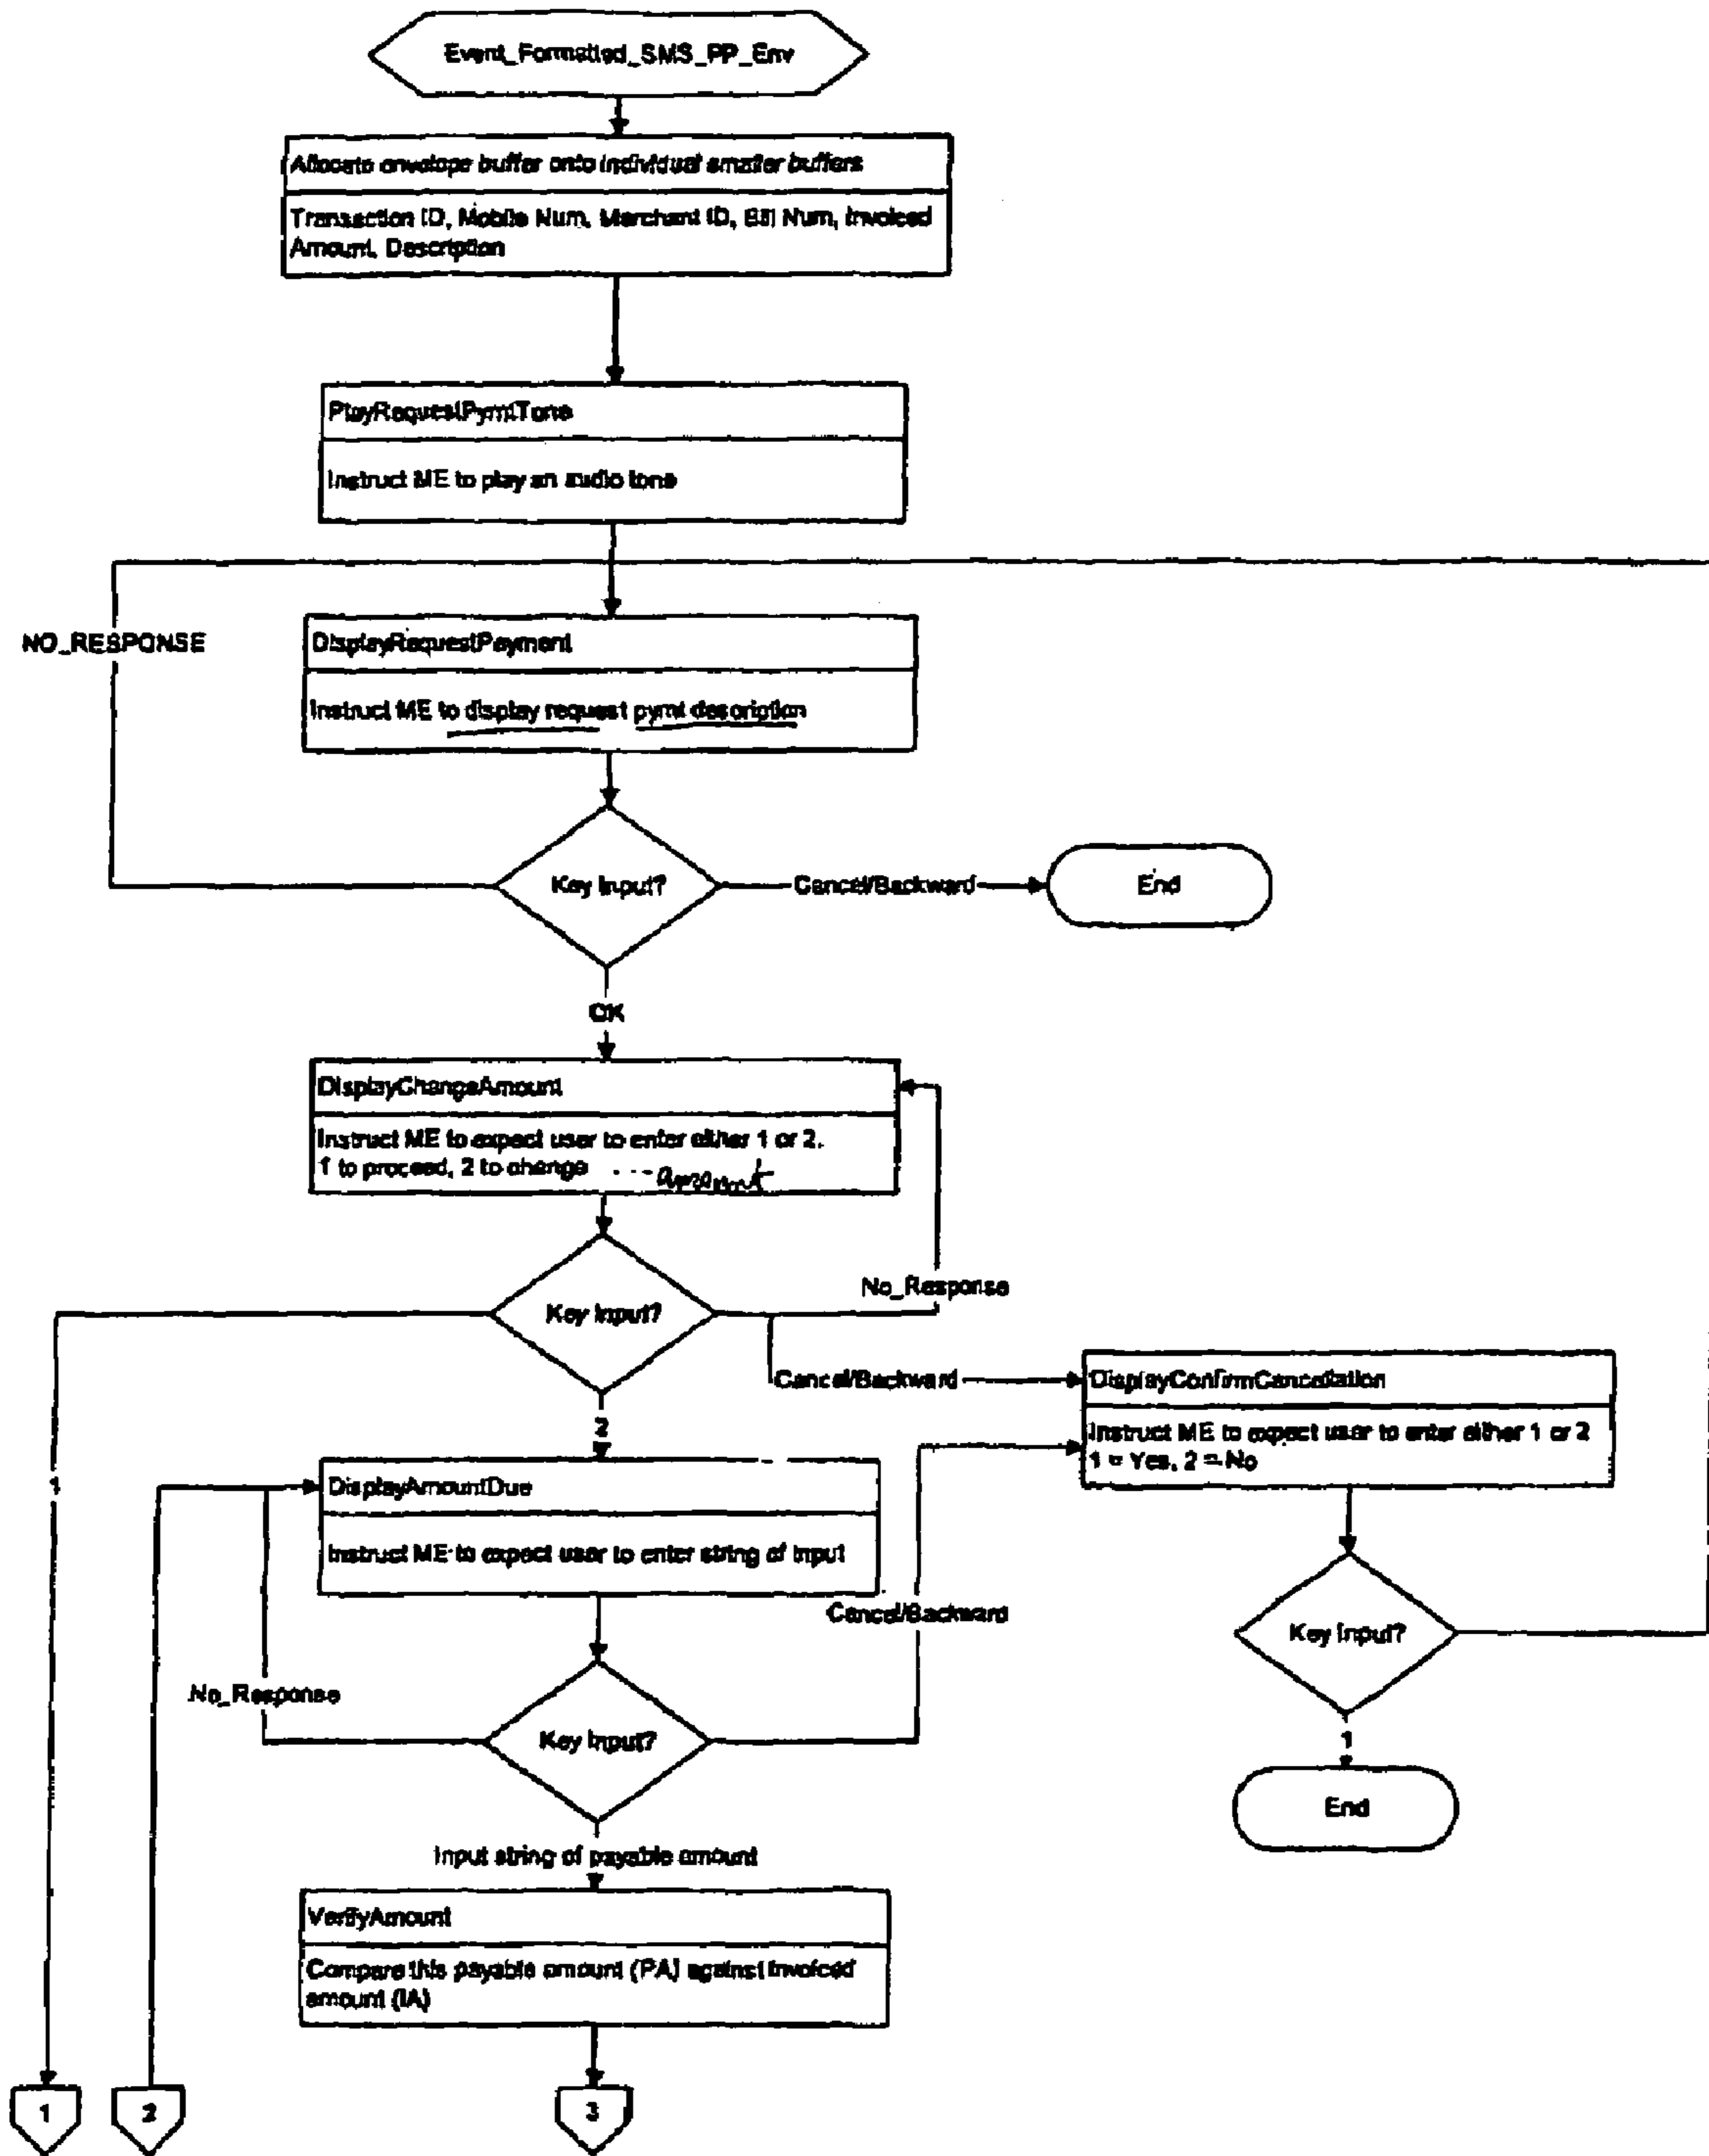 Event_Formatted_SMS_PP_Env
Allocate envelope buffer onto individual smaller buffers
Transaction ID, Mobile Num, Merchant ID, Bill Num, Invoiced
Amount, Description
PlayRequestPymtTone
Instruct ME to play an audio tone
NO_RESPONSE
DisplayRequestPayment
Instruct ME to display request pymt description
Key Input?
Cancel/Backward
End
OK
DisplayChangeAmount
Instruct ME to expect user to enter either 1 or 2.
1 to proceed, 2 to change ---amount
No_Response
Key Input?
Cancel/Backward
DisplayConfirmCancellation
Instruct ME to expect user to enter either 1 or 2
1 = Yes, 2 = No
1
2
DisplayAmountDue
Instruct ME to expect user to enter string of input
Cancel/Backward
Key Input?
No_Response
Key Input?
1
End
Input string of payable amount
VerifyAmount
Compare this payable amount (PA) against invoiced
amount (IA)
1
2
3